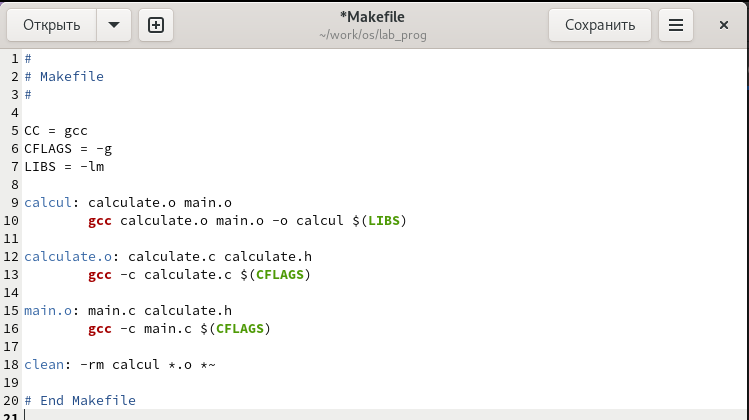 Открыть
*Makefile
~/work/os/lab_prog
Сохранить
1 #
2 # Makefile
3 #
4
5 CC = gcc
6 CFLAGS = -g
7 LIBS = -lm
8
9 calcul: calculate.o main.o
10 gcc calculate.o main.o -o calcul $(LIBS)
11
12 calculate.o: calculate.c calculate.h
13 gcc -c calculate.c $(CFLAGS)
14
15 main.o: main.c calculate.h
16 gcc -c main.c $(CFLAGS)
17
18 clean: -rm calcul *.o *~
19
20 # End Makefile
21